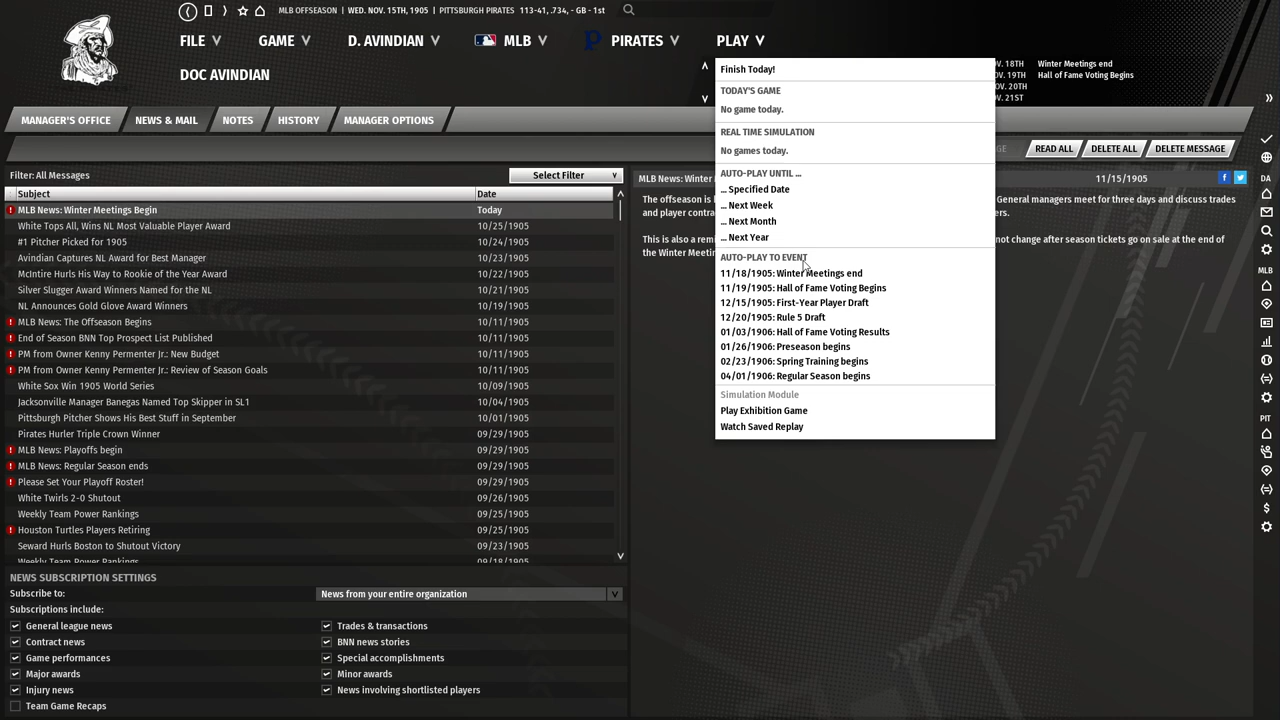 MLB OFFSEASON | WED. NOV. 15TH, 1905 | PITTSBURGH PIRATES 113-41, .734, - GB - 1st
FILE GAME D. AVINDIAN MLB PIRATES PLAY
DOC AVINDIAN
V. 18TH Winter Meetings end
V. 19TH Hall of Fame Voting Begins
V. 20TH
V. 21ST
MANAGER'S OFFICE NEWS & MAIL NOTES HISTORY MANAGER OPTIONS
GE READ ALL DELETE ALL DELETE MESSAGE
Filter: All Messages Select Filter
Subject Date
MLB News: Winter Meetings Begin Today
White Tops All, Wins NL Most Valuable Player Award 10/25/1905
#1 Pitcher Picked for 1905 10/24/1905
Avindian Captures NL Award for Best Manager 10/23/1905
McIntire Hurls His Way to Rookie of the Year Award 10/22/1905
Silver Slugger Award Winners Named for the NL 10/21/1905
NL Announces Gold Glove Award Winners 10/19/1905
MLB News: The Offseason Begins 10/11/1905
End of Season BNN Top Prospect List Published 10/11/1905
PM from Owner Kenny Permenter Jr.: New Budget 10/11/1905
PM from Owner Kenny Permenter Jr.: Review of Season Goals 10/11/1905
White Sox Win 1905 World Series 10/09/1905
Jacksonville Manager Banegas Named Top Skipper in SL1 10/04/1905
Pittsburgh Pitcher Shows His Best Stuff in September 10/01/1905
Pirates Hurler Triple Crown Winner 09/29/1905
MLB News: Playoffs begin 09/29/1905
MLB News: Regular Season ends 09/29/1905
Please Set Your Playoff Roster! 09/29/1905
White Twirls 2-0 Shutout 09/26/1905
Weekly Team Power Rankings 09/25/1905
Houston Turtles Players Retiring 09/25/1905
Seward Hurls Boston to Shutout Victory 09/23/1905
Weekly Team Power Rankings 09/18/1905
NEWS SUBSCRIPTION SETTINGS
Subscribe to: News from your entire organization
Subscriptions include:
General league news Trades & transactions
Contract news BNN news stories
Game performances Special accomplishments
Major awards Minor awards
Injury news News involving shortlisted players
Team Game Recaps
Finish Today!
TODAY'S GAME
No game today.
REAL TIME SIMULATION
No games today.
AUTO-PLAY UNTIL ...
... Specified Date
... Next Week
... Next Month
... Next Year
AUTO-PLAY TO EVENT
11/18/1905: Winter Meetings end
11/19/1905: Hall of Fame Voting Begins
12/15/1905: First-Year Player Draft
12/20/1905: Rule 5 Draft
01/03/1906: Hall of Fame Voting Results
01/26/1906: Preseason begins
02/23/1906: Spring Training begins
04/01/1906: Regular Season begins
Simulation Module
Play Exhibition Game
Watch Saved Replay
MLB News: Winter 11/15/1905
The offseason is General managers meet for three days and discuss trades
and player contra ers.
This is also a rem not change after season tickets go on sale at the end of
the Winter Meetin
DA
MLB
PIT